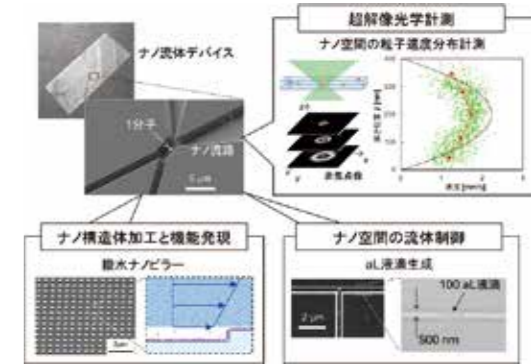 超解像光学計測
ナノ空間の粒子速度分布計測
ナノ流体デバイス
1分子
ナノ流路
5 μm
流速 [mm/s]
ナノ構造体加工と機能発現
撥水ナノピラー
ナノ空間の流体制御
aL液滴生成
2 μm
100 aL液滴
500 nm